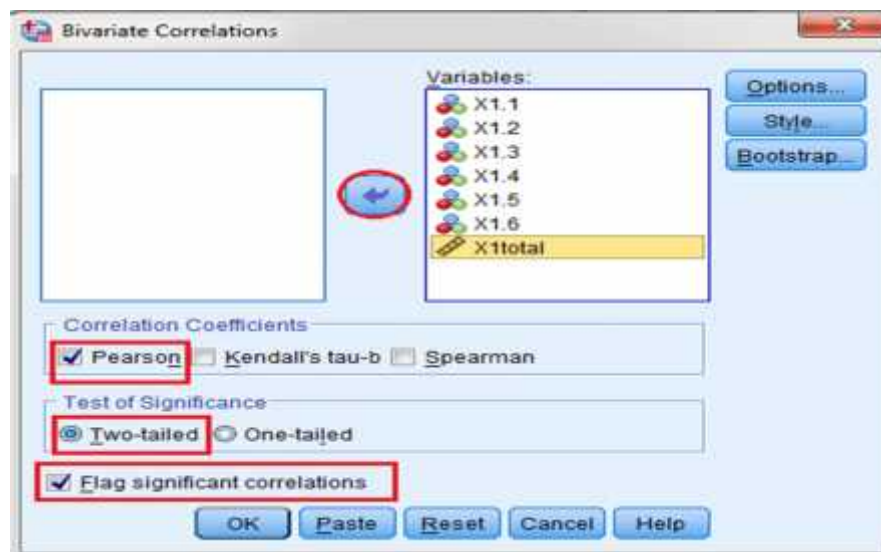 Bivariate Correlations
Variables:
X1.1
X1.2
X1.3
X1.4
X1.5
X1.6
X1total
Options...
Style...
Bootstrap...
Correlation Coefficients
Pearson Kendall's tau-b Spearman
Test of Significance
Two-tailed One-tailed
Flag significant correlations
OK Paste Reset Cancel Help